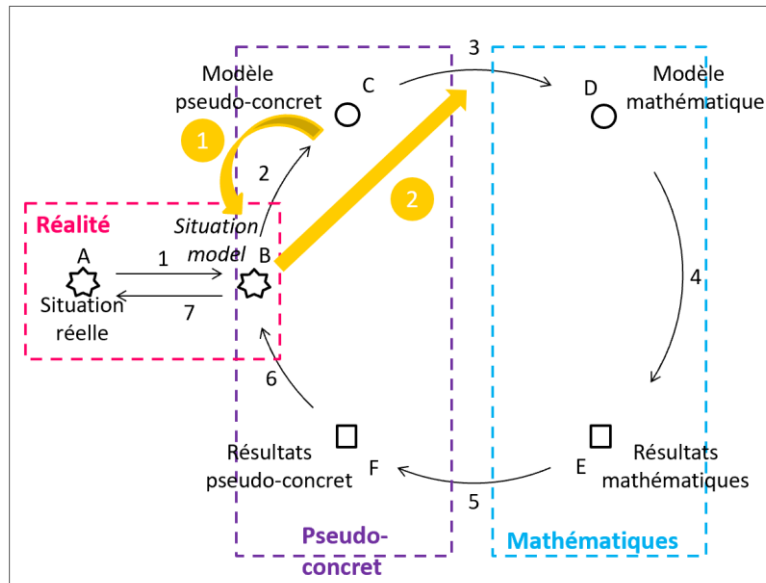 3
Modèle
pseudo-concret
C
D
Modèle
mathématique
1
2
2
Réalité
Situation
model
A
1
B
Situation
réelle
7
4
6
Résultats
pseudo-concret
F
E
Résultats
mathématiques
5
Pseudo-
concret
Mathématiques